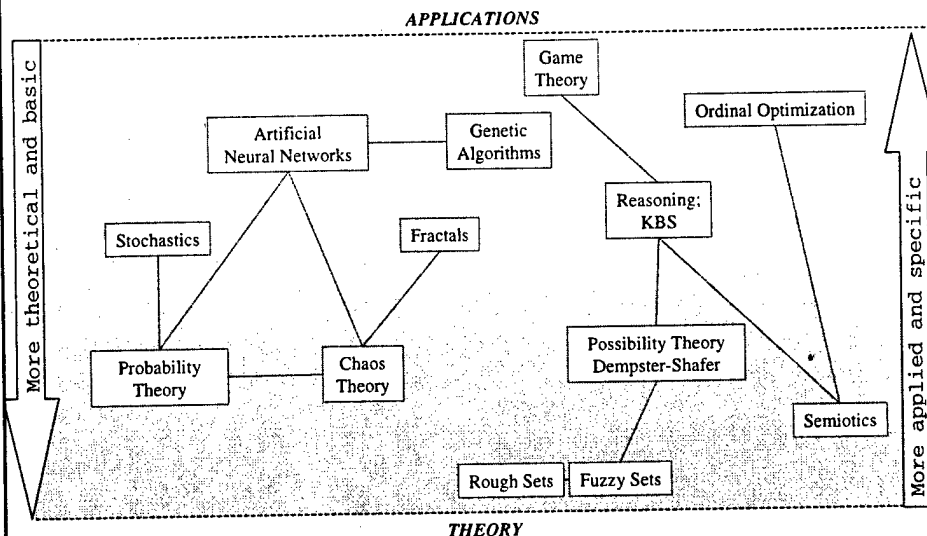 APPLICATIONS
More theoretical and basic
Game
Theory
Ordinal Optimization
Artificial
Neural Networks
Genetic
Algorithms
Reasoning;
KBS
Stochastics
Fractals
Probability
Theory
Chaos
Theory
Possibility Theory
Dempster-Shafer
Semiotics
Rough Sets
Fuzzy Sets
More applied and specific
THEORY